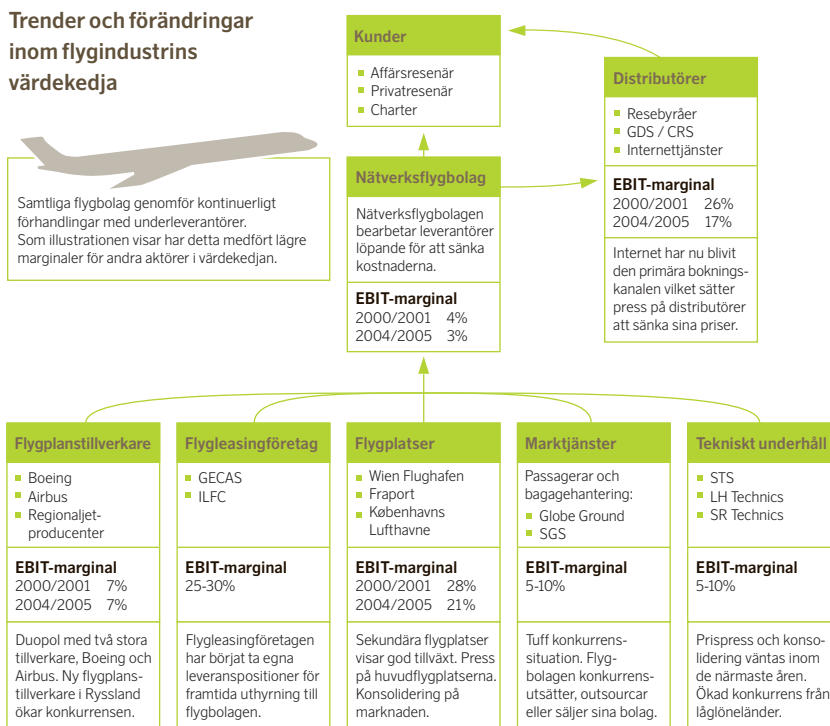 Trender och förändringar
inom flygindustrins
värdekedja
Samtliga flygbolag genomför kontinuerligt
förhandlingar med underleverantörer.
Som illustrationen visar har detta medfört lägre
marginaler för andra aktörer i värdekedjan.
Kunder
Affärsresenär
Privatresenär
Charter
Distributörer
Resebyråer
GDS / CRS
Internettjänster
EBIT-marginal
2000/2001 26%
2004/2005 17%
Internet har nu blivit
den primära boknings-
kanalen vilket sätter
press på distributörer
att sänka sina priser.
Nätverksflygbolag
Nätverksflygbolagen
bearbetar leverantörer
löpande för att sänka
kostnaderna.
EBIT-marginal
2000/2001 4%
2004/2005 3%
Flygplanstillverkare
Boeing
Airbus
Regionaljet-
producenter
EBIT-marginal
2000/2001 7%
2004/2005 7%
Duopol med två stora
tillverkare, Boeing och
Airbus. Ny flygplans-
tillverkare i Ryssland
ökar konkurrensen.
Flygleasingföretag
GECAS
ILFC
EBIT-marginal
25-30%
Flygleasingföretagen
har börjat ta egna
leveranspositioner för
framtida uthyrning till
flygbolagen.
Flygplatser
Wien Flughafen
Fraport
Københavns
Lufthavne
EBIT-marginal
2000/2001 28%
2004/2005 21%
Sekundära flygplatser
visar god tillväxt. Press
på huvudflygplatserna.
Konsolidering på
marknaden.
Marktjänster
Passagerar och
bagagehantering:
Globe Ground
SGS
EBIT-marginal
5-10%
Tuff konkurrens-
situation. Flyg-
bolagen konkurrens-
utsätter, outsourcar
eller säljer sina bolag.
Tekniskt underhåll
STS
LH Technics
SR Technics
EBIT-marginal
5-10%
Prispress och konso-
lidering väntas inom
de närmaste åren.
Ökad konkurrens från
låglöneländer.